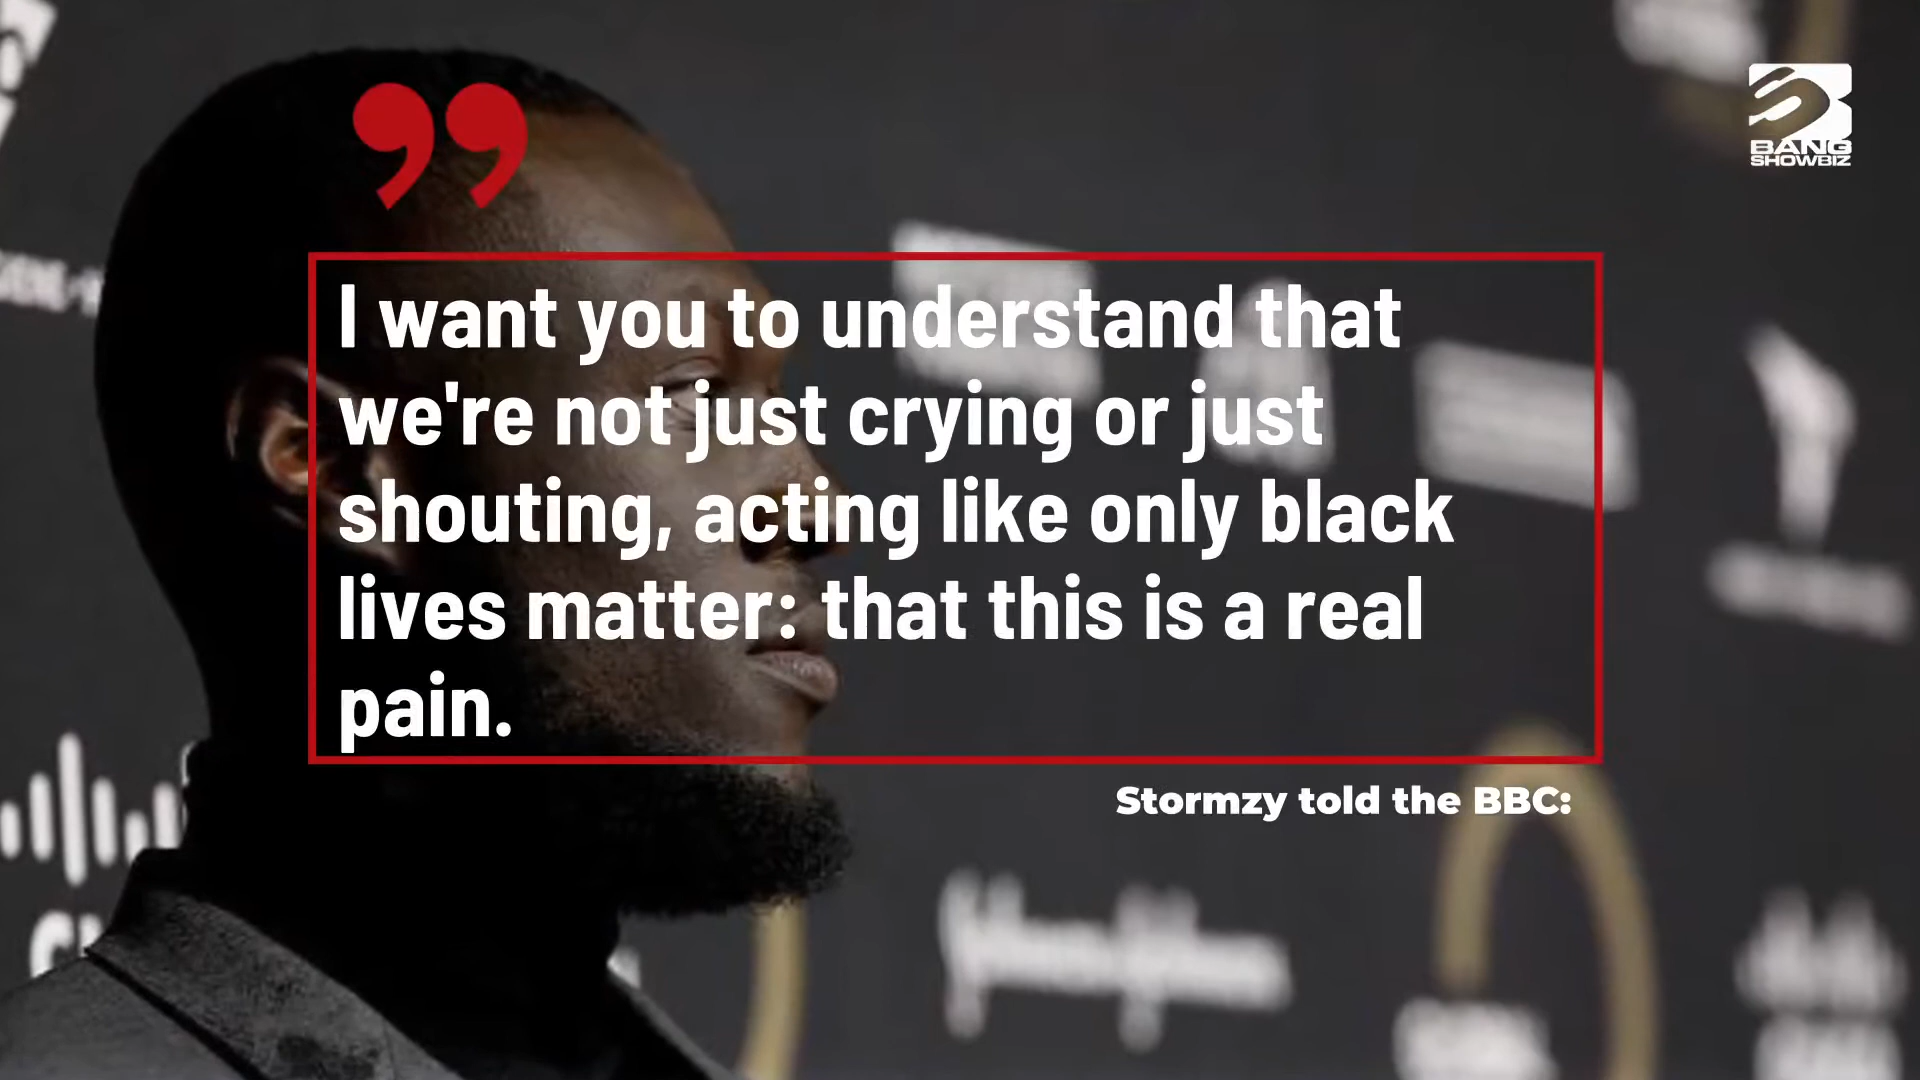 BANG
SHOWBIZ
I want you to understand that
we're not just crying or just
shouting, acting like only black
lives matter: that this is a real
pain.
Stormzy told the BBC: